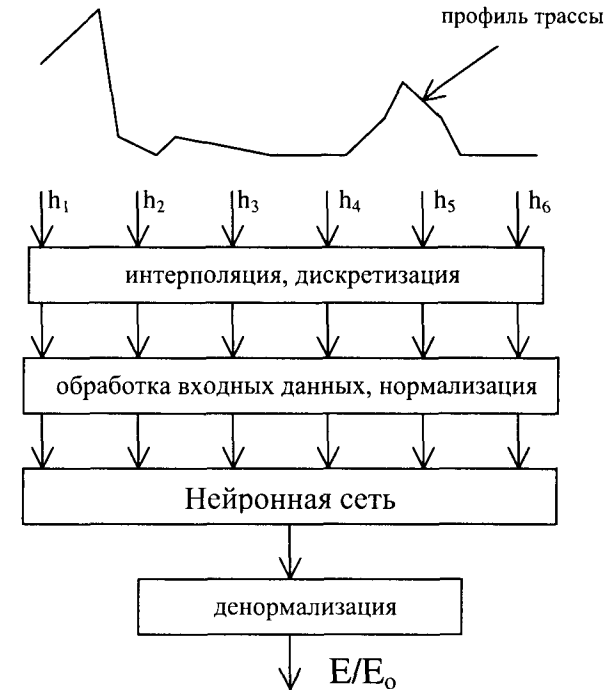 профиль трассы
h₁ h₂ h₃ h₄ h₅ h₆
интерполяция, дискретизация
обработка входных данных, нормализация
Нейронная сеть
денормализация
E/Eₒ